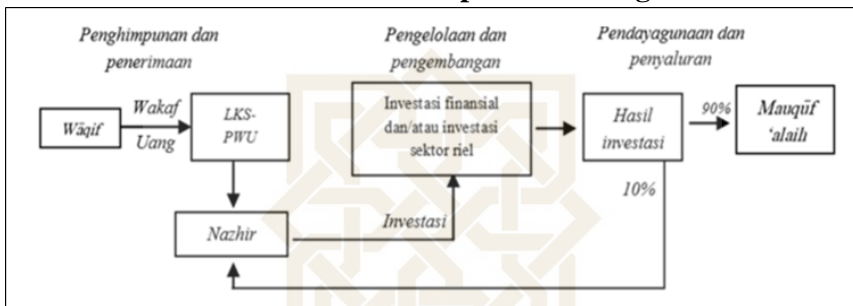 Penghimpunan dan
penerimaan
Pengelolaan dan
pengembangan
Pendayagunaan dan
penyaluran
Wāqif
Wakaf
Uang
LKS-
PWU
Investasi finansial
dan/atau investasi
sektor riel
Hasil
investasi
90%
Mauqūf
'alaih
10%
Nazhir
Investasi